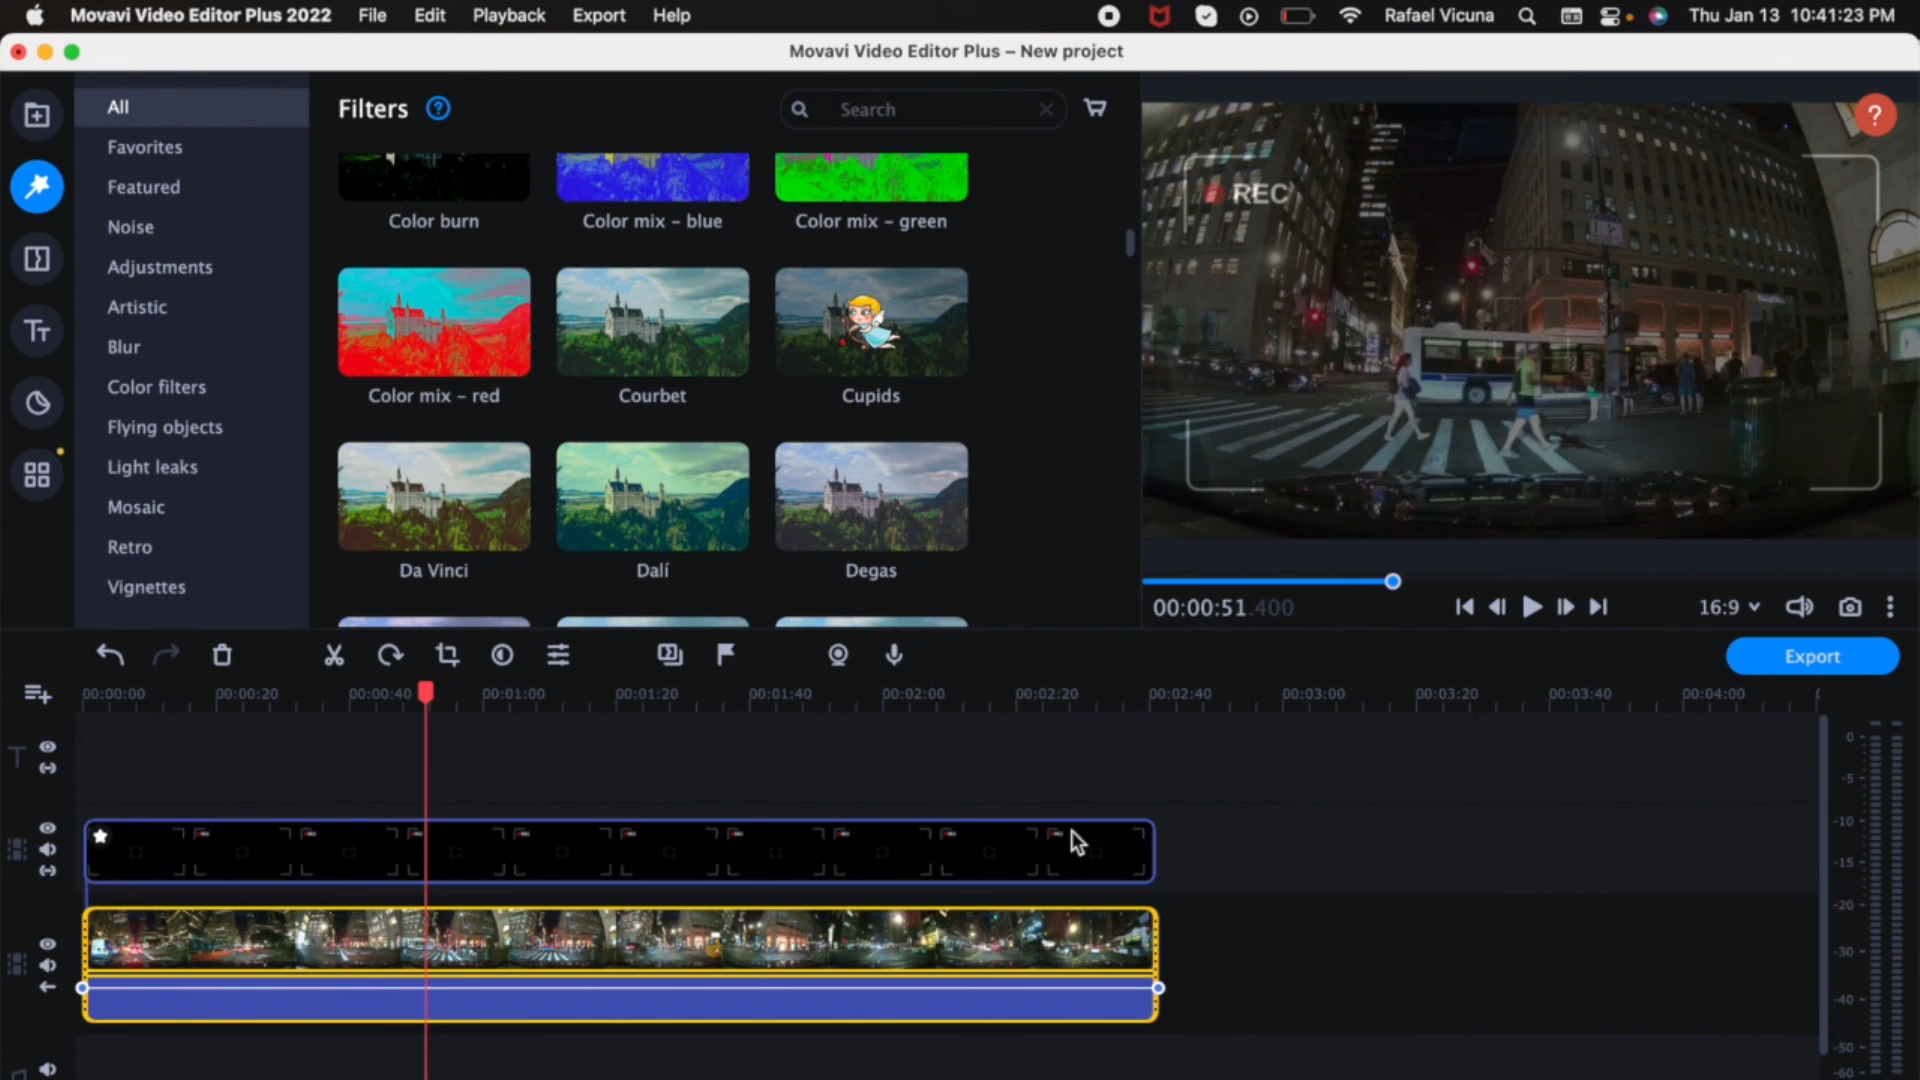 Movavi Video Editor Plus 2022 File Edit Playback Export Help Rafael Vicuna Thu Jan 13 10:41:23 PM
Movavi Video Editor Plus – New project
All
Favorites
Featured
Noise
Adjustments
Artistic
Blur
Color filters
Flying objects
Light leaks
Mosaic
Retro
Vignettes
Filters ?
Search
Color burn Color mix – blue Color mix – green
Color mix – red Courbet Cupids
Da Vinci Dalí Degas
?
REC
00:00:51.400
16:9
Export
00:00:00 00:00:20 00:00:40 00:01:00 00:01:20 00:01:40 00:02:00 00:02:20 00:02:40 00:03:00 00:03:20 00:03:40 00:04:00
0
-5
-10
-15
-20
-30
-40
-50
-60